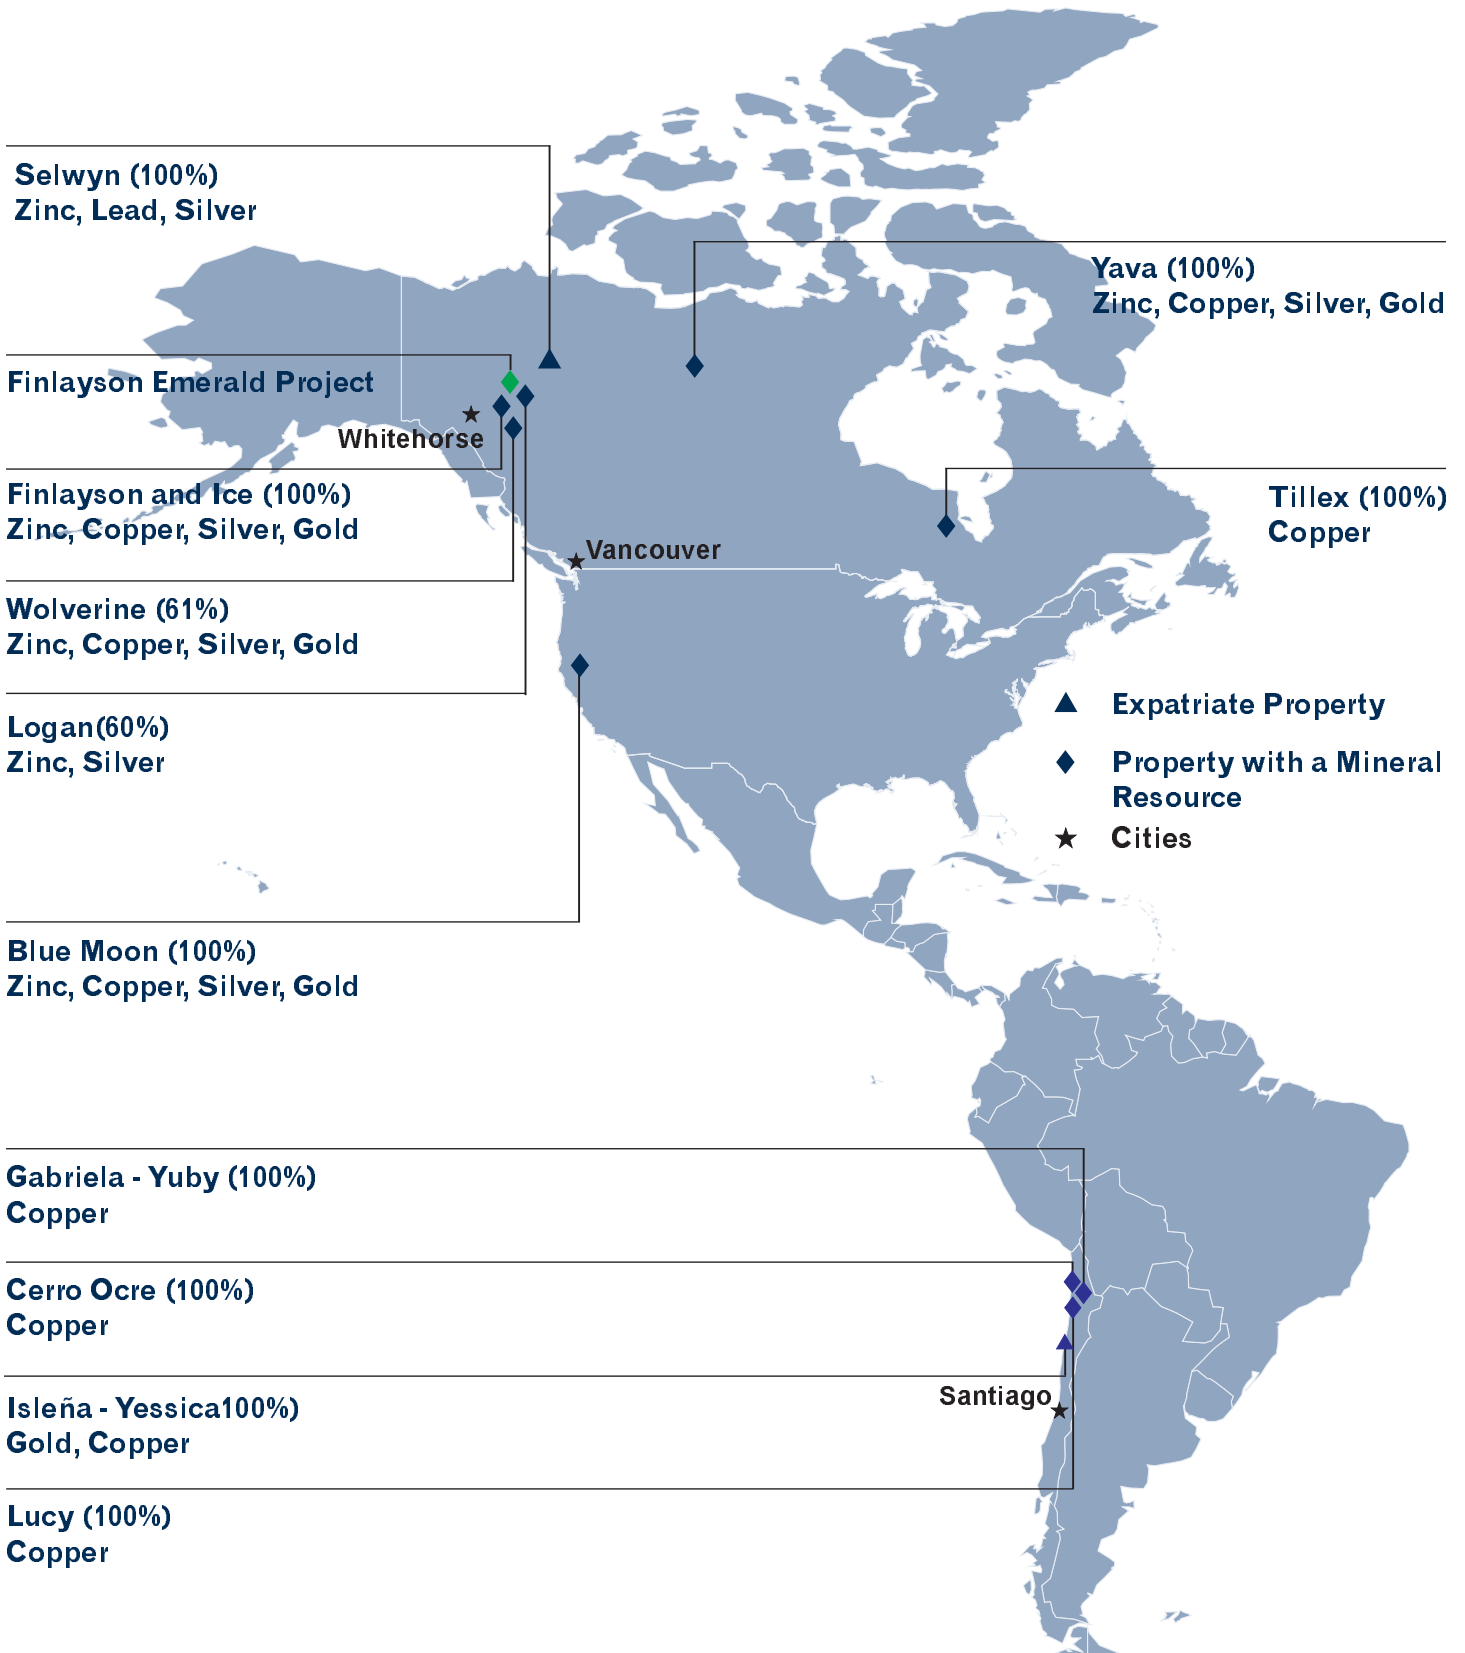 Selwyn (100%)
Zinc, Lead, Silver
Yava (100%)
Zinc, Copper, Silver, Gold
Finlayson Emerald Project
Whitehorse
Finlayson and Ice (100%)
Zinc, Copper, Silver, Gold
Tillex (100%)
Copper
Vancouver
Wolverine (61%)
Zinc, Copper, Silver, Gold
Logan(60%)
Zinc, Silver
Expatriate Property
Property with a Mineral
Resource
Cities
Blue Moon (100%)
Zinc, Copper, Silver, Gold
Gabriela - Yuby (100%)
Copper
Cerro Ocre (100%)
Copper
Santiago
Isleña - Yessica100%)
Gold, Copper
Lucy (100%)
Copper